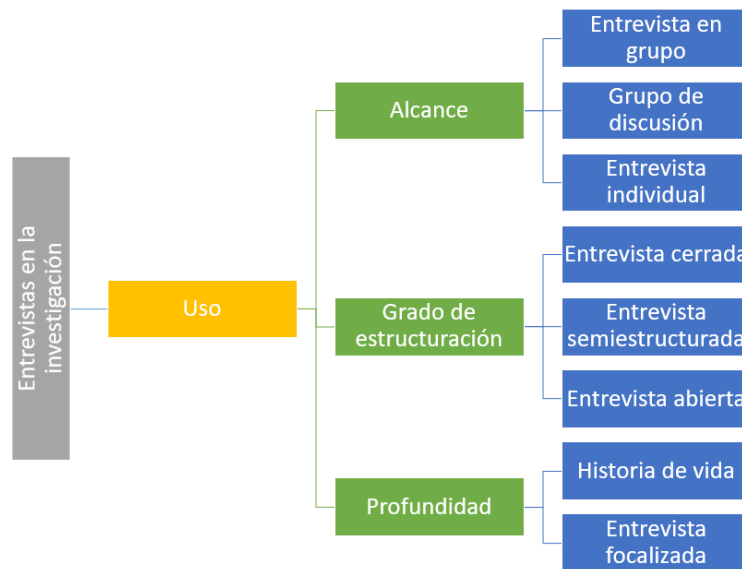 Entrevistas en la
investigación
Uso
Alcance
Entrevista en
grupo
Grupo de
discusión
Entrevista
individual
Grado de
estructuración
Entrevista cerrada
Entrevista
semiestructurada
Entrevista abierta
Profundidad
Historia de vida
Entrevista
focalizada